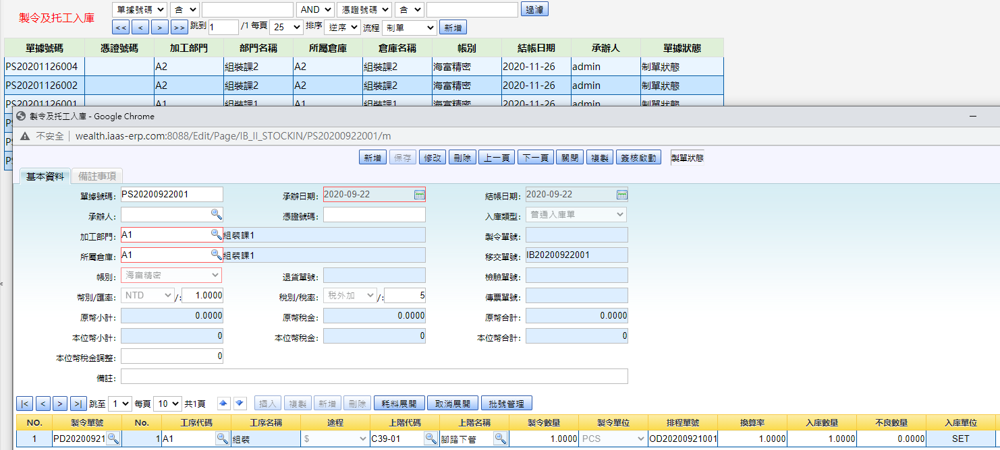 製令及托工入庫 單據號碼 含 AND 憑證號碼 含 過濾
<< < > >> 跳到 1 /1 每頁 25 排序 逆序 流程 制單 新增
單據號碼 憑證號碼 加工部門 部門名稱 所屬倉庫 倉庫名稱 帳別 結帳日期 承辦人 單據狀態
PS20201126004 A2 組裝課2 A2 組裝課2 海富精密 2020-11-26 admin 制單狀態
PS20201126002 A2 組裝課2 A2 組裝課2 海富精密 2020-11-26 admin 制單狀態
PS20201126001 A1 組裝課1 A1 組裝課1 海富精密 2020-11-26 admin 制單狀態
PS
PS
PS
製令及托工入庫 - Google Chrome
不安全 wealth.iaas-erp.com:8088/Edit/Page/IB_II_STOCKIN/PS20200922001/m
新增 保存 修改 刪除 上一頁 下一頁 關閉 複製 簽核啟動 製單狀態
基本資料 備註事項
單據號碼: PS20200922001 承辦日期: 2020-09-22 結帳日期: 2020-09-22
承辦人: 憑證號碼: 入庫類型: 普通入庫單
加工部門: A1 組裝課1 製令單號:
所屬倉庫: A1 組裝課1 移交單號: IB20200922001
帳別: 海富精密 退貨單號: 檢驗單號:
幣別/匯率: NTD /: 1.0000 稅別/稅率: 稅外加 /: 5 傳票單號:
原幣小計: 0.0000 原幣稅金: 0.0000 原幣合計: 0.0000
本位幣小計: 0 本位幣稅金: 0 本位幣合計: 0
本位幣稅金調整: 0
備註:
|< < > >| 跳至 1 每頁 10 共1頁 插入 複製 新增 刪除 耗料展開 取消展開 批號管理
NO. 製令單號 No. 工序代碼 工序名稱 途程 上階代碼 上階名稱 製令數量 製令單位 排程單號 換算率 入庫數量 不良數量 入庫單位
1 PD20200921 1 A1 組裝 $ C39-01 腳踏下管 1.0000 PCS OD20200921001 1.0000 1.0000 0.0000 SET